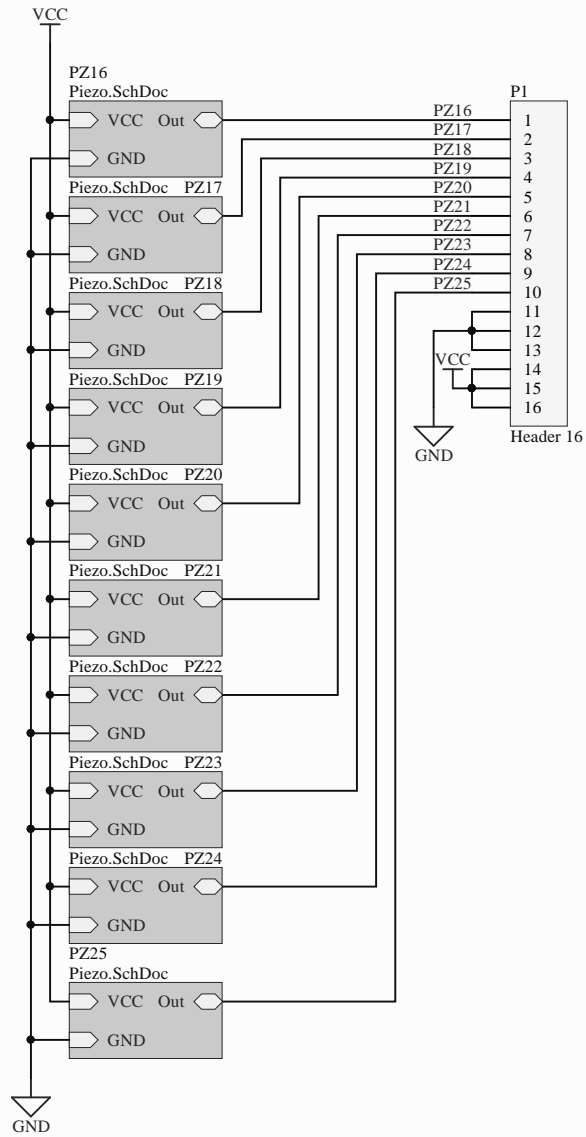 VCC
PZ16
Piezo.SchDoc
VCC Out
GND
Piezo.SchDoc PZ17
VCC Out
GND
Piezo.SchDoc PZ18
VCC Out
GND
Piezo.SchDoc PZ19
VCC Out
GND
Piezo.SchDoc PZ20
VCC Out
GND
Piezo.SchDoc PZ21
VCC Out
GND
Piezo.SchDoc PZ22
VCC Out
GND
Piezo.SchDoc PZ23
VCC Out
GND
Piezo.SchDoc PZ24
VCC Out
GND
PZ25
Piezo.SchDoc
VCC Out
GND
GND
P1
PZ16 1
PZ17 2
PZ18 3
PZ19 4
PZ20 5
PZ21 6
PZ22 7
PZ23 8
PZ24 9
PZ25 10
11
12
13
VCC 14
15
16
Header 16
GND